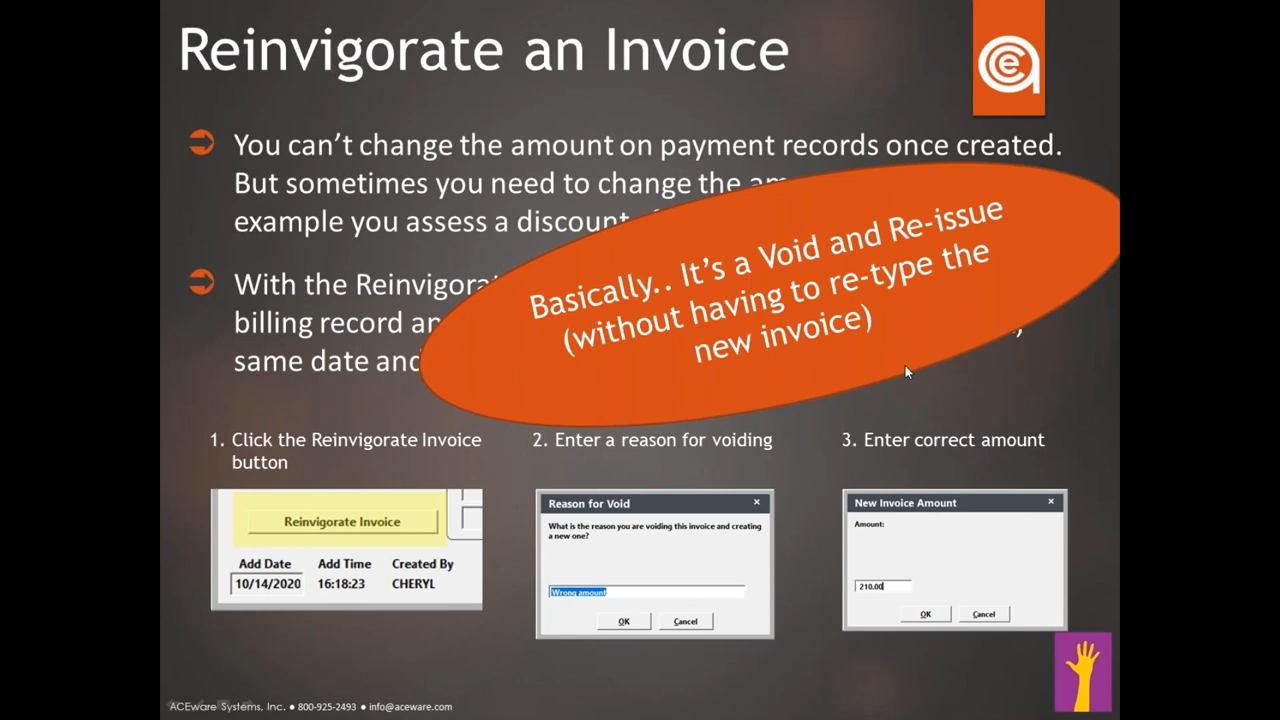 Reinvigorate an Invoice
You can’t change the amount on payment records once created.
But sometimes you need to change the
example you assess a discount
Basically.. It’s a Void and Re-issue
(without having to re-type the
new invoice)
With the
billing record
same date and
1. Click the Reinvigorate Invoice
button
2. Enter a reason for voiding
3. Enter correct amount
Reinvigorate Invoice
Add Date Add Time Created By
10/14/2020 16:18:23 CHERYL
Reason for Void
What is the reason you are voiding this invoice and creating
a new one?
Wrong amount
OK Cancel
New Invoice Amount
Amount:
210.00
OK Cancel
ACEware Systems, Inc. ● 800-925-2493 ● info@aceware.com